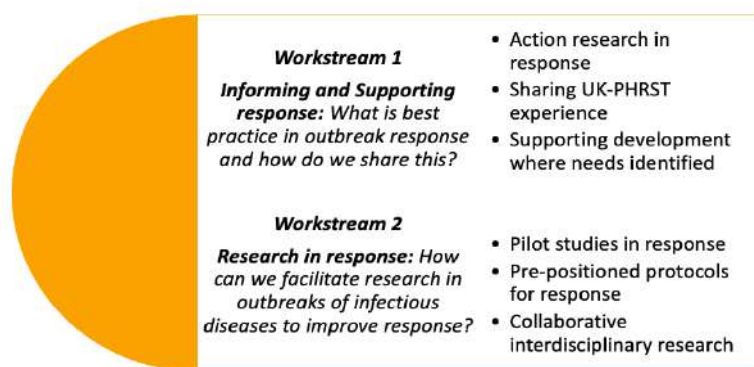 Workstream 1
Informing and Supporting
response: What is best
practice in outbreak response
and how do we share this?
• Action research in
response
• Sharing UK-PHRST
experience
• Supporting development
where needs identified
Workstream 2
Research in response: How
can we facilitate research in
outbreaks of infectious
diseases to improve response?
• Pilot studies in response
• Pre-positioned protocols
for response
• Collaborative
interdisciplinary research